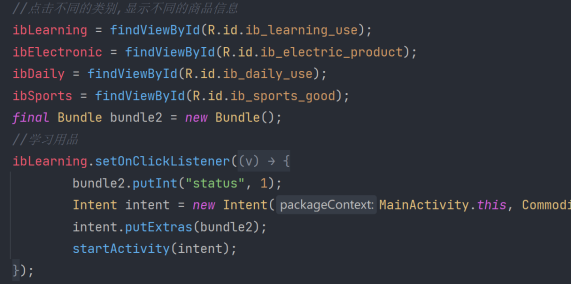 //点击不同的类别,显示不同的商品信息
ibLearning = findViewById(R.id.ib_learning_use);
ibElectronic = findViewById(R.id.ib_electric_product);
ibDaily = findViewById(R.id.ib_daily_use);
ibSports = findViewById(R.id.ib_sports_good);
final Bundle bundle2 = new Bundle();
//学习用品
ibLearning.setOnClickListener((v) → {
bundle2.putInt("status", 1);
Intent intent = new Intent( packageContext: MainActivity.this, Commodi
intent.putExtras(bundle2);
startActivity(intent);
});